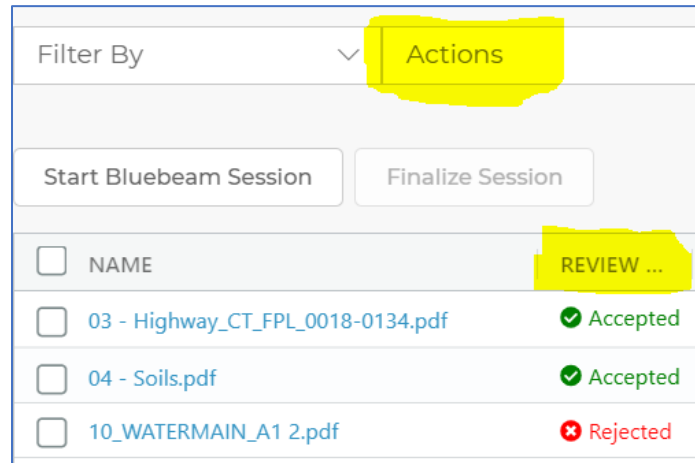 Filter By Actions
Start Bluebeam Session Finalize Session
NAME REVIEW ...
03 - Highway_CT_FPL_0018-0134.pdf Accepted
04 - Soils.pdf Accepted
10_WATERMAIN_A1 2.pdf Rejected